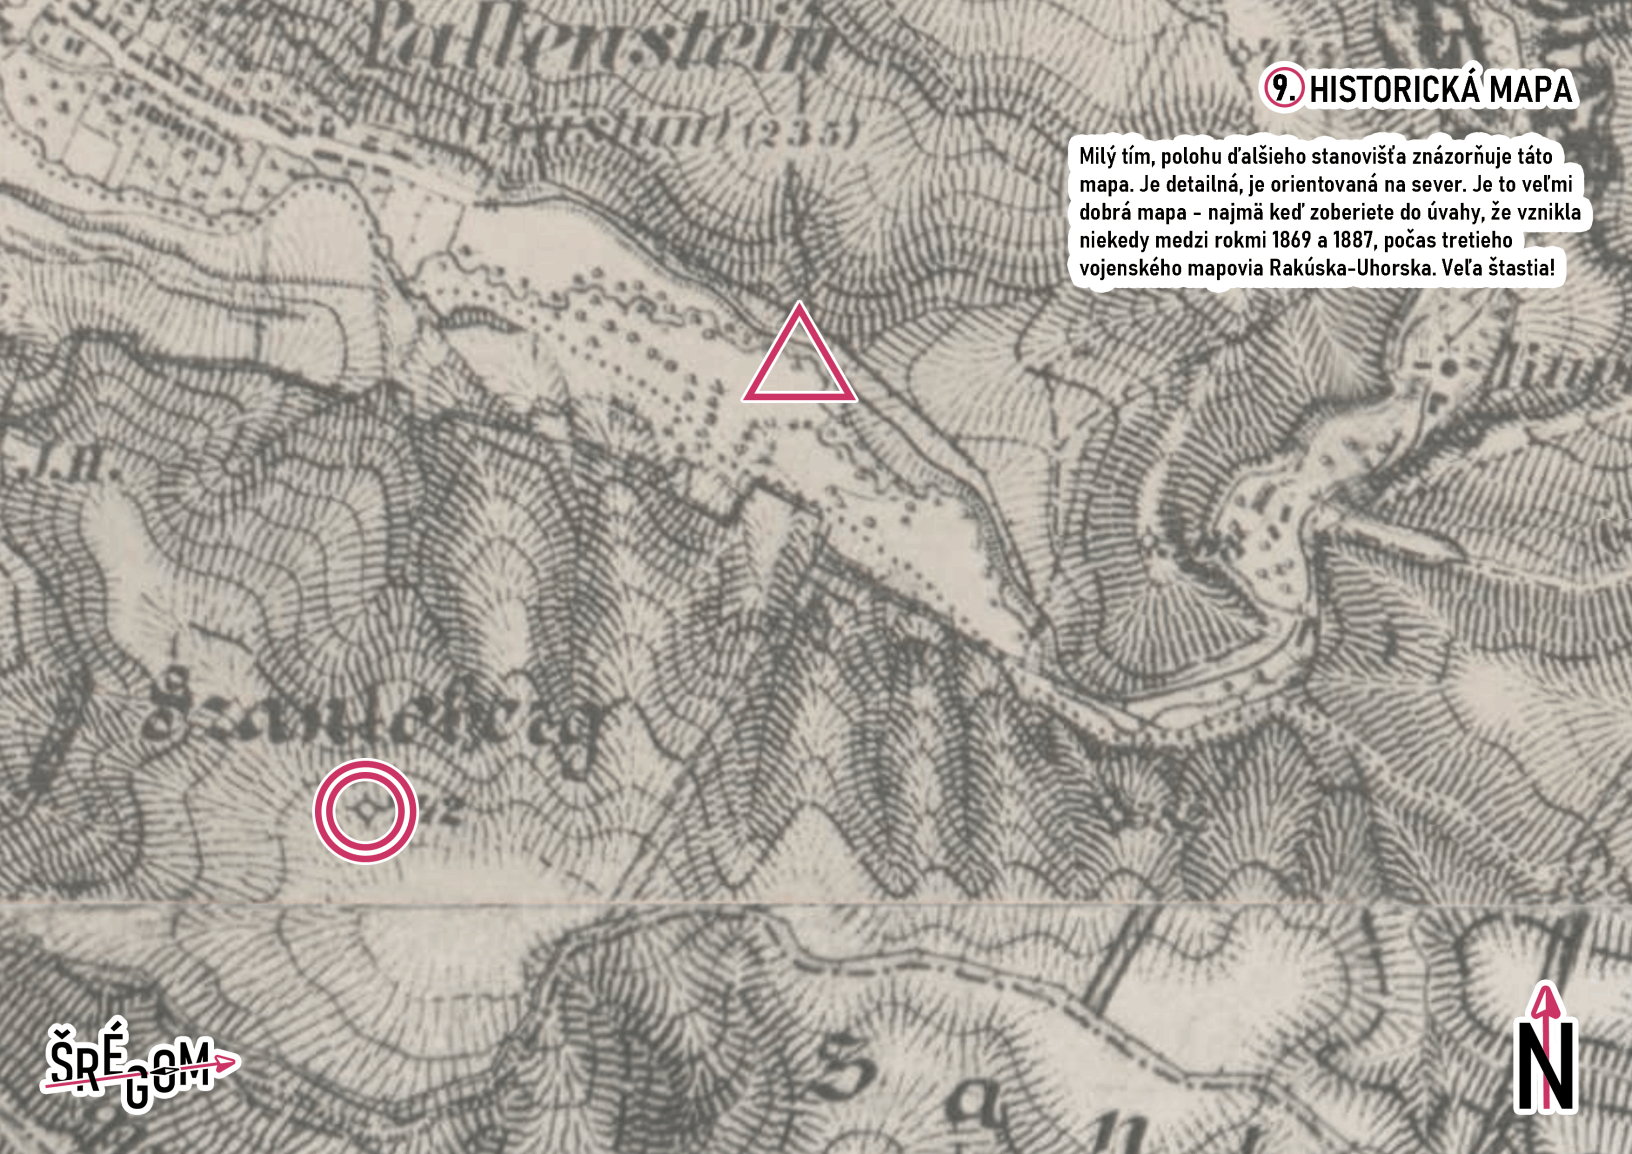 Wallenstein
(235)
9. HISTORICKÁ MAPA
Milý tím, polohu ďalšieho stanovišťa znázorňuje táto
mapa. Je detailná, je orientovaná na sever. Je to veľmi
dobrá mapa - najmä keď zoberiete do úvahy, že vznikla
niekedy medzi rokmi 1869 a 1887, počas tretieho
vojenského mapovia Rakúska-Uhorska. Veľa štastia!
ŠRÉGOM
N